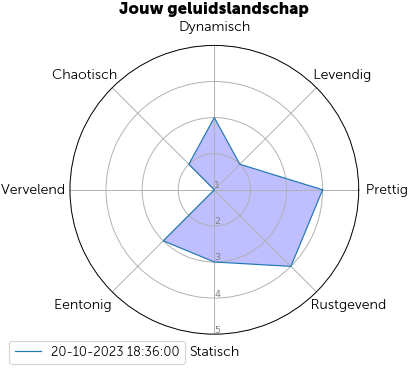 Jouw geluidslandschap
Dynamisch
Chaotisch
Levendig
Vervelend
1
Prettig
2
3
4
Eentonig
Rustgevend
5
20-10-2023 18:36:00
Statisch